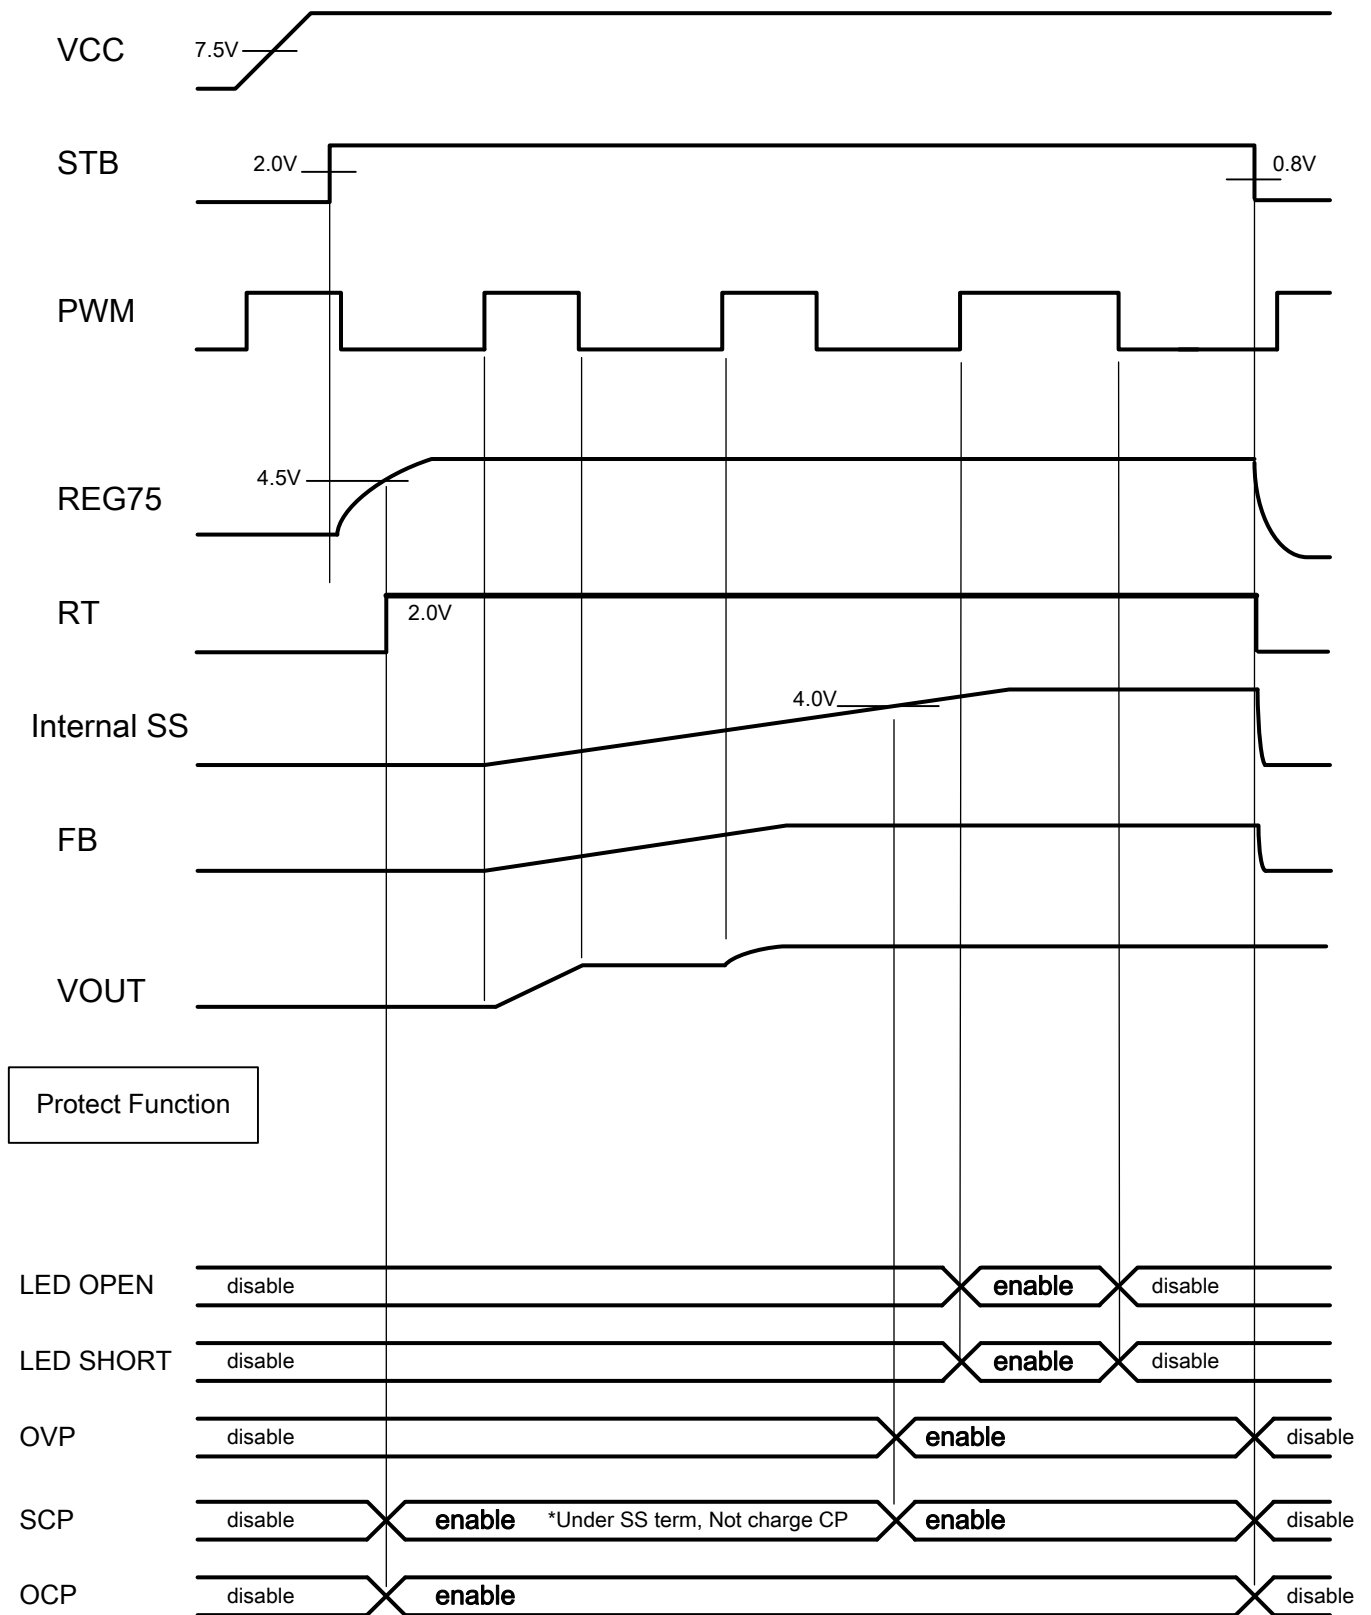 VCC
7.5V
STB
2.0V
0.8V
PWM
REG75
4.5V
RT
2.0V
Internal SS
4.0V
FB
VOUT
Protect Function
LED OPEN disable enable disable
LED SHORT disable enable disable
OVP disable enable disable
SCP disable enable *Under SS term, Not charge CP enable disable
OCP disable enable disable